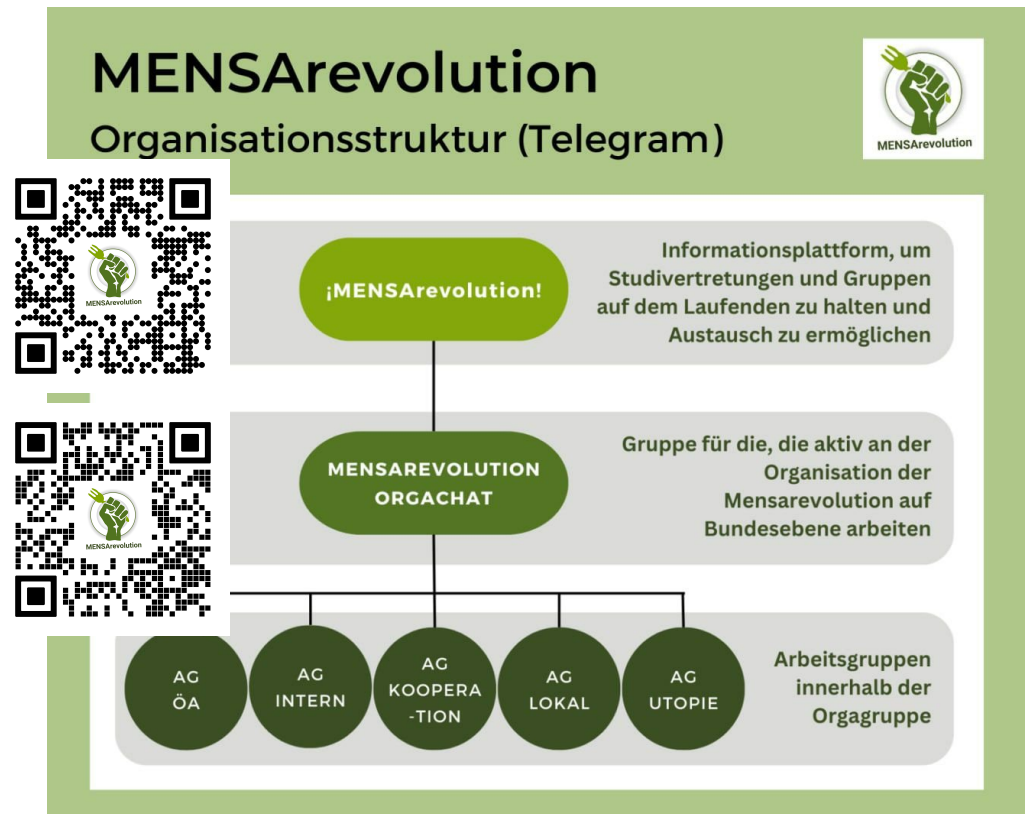 MENSArevolution
Organisationsstruktur (Telegram)
MENSArevolution
MENSArevolution
¡MENSArevolution!
Informationsplattform, um
Studivertretungen und Gruppen
auf dem Laufenden zu halten und
Austausch zu ermöglichen
MENSArevolution
MENSAREVOLUTION
ORGACHAT
Gruppe für die, die aktiv an der
Organisation der
Mensarevolution auf
Bundesebene arbeiten
AG
ÖA
AG
INTERN
AG
KOOPERA
-TION
AG
LOKAL
AG
UTOPIE
Arbeitsgruppen
innerhalb der
Orgagruppe